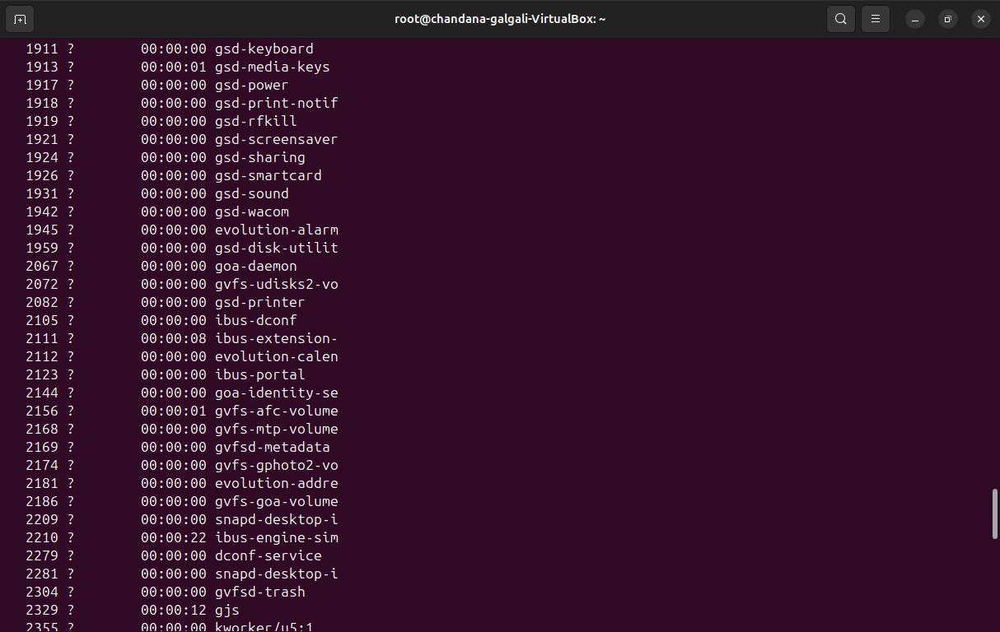 root@chandana-galgali-VirtualBox: ~
1911 ? 00:00:00 gsd-keyboard
1913 ? 00:00:01 gsd-media-keys
1917 ? 00:00:00 gsd-power
1918 ? 00:00:00 gsd-print-notif
1919 ? 00:00:00 gsd-rfkill
1921 ? 00:00:00 gsd-screensaver
1924 ? 00:00:00 gsd-sharing
1926 ? 00:00:00 gsd-smartcard
1931 ? 00:00:00 gsd-sound
1942 ? 00:00:00 gsd-wacom
1945 ? 00:00:00 evolution-alarm
1959 ? 00:00:00 gsd-disk-utilit
2067 ? 00:00:00 goa-daemon
2072 ? 00:00:00 gvfs-udisks2-vo
2082 ? 00:00:00 gsd-printer
2105 ? 00:00:00 ibus-dconf
2111 ? 00:00:08 ibus-extension-
2112 ? 00:00:00 evolution-calen
2123 ? 00:00:00 ibus-portal
2144 ? 00:00:00 goa-identity-se
2156 ? 00:00:01 gvfs-afc-volume
2168 ? 00:00:00 gvfs-mtp-volume
2169 ? 00:00:00 gvfsd-metadata
2174 ? 00:00:00 gvfs-gphoto2-vo
2181 ? 00:00:00 evolution-addre
2186 ? 00:00:00 gvfs-goa-volume
2209 ? 00:00:00 snapd-desktop-i
2210 ? 00:00:22 ibus-engine-sim
2279 ? 00:00:00 dconf-service
2281 ? 00:00:00 snapd-desktop-i
2304 ? 00:00:00 gvfsd-trash
2329 ? 00:00:12 gjs
2355 ? 00:00:00 kworker/u5:1